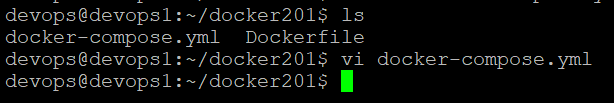 devops@devops1:~/docker201$ ls
docker-compose.yml  Dockerfile
devops@devops1:~/docker201$ vi docker-compose.yml
devops@devops1:~/docker201$